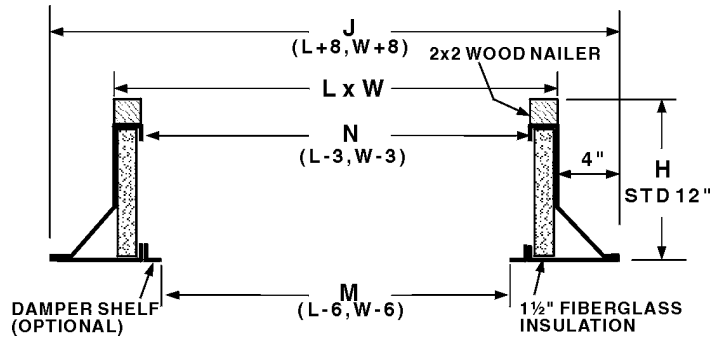 J
(L+8,W+8)
2x2 WOOD NAILER
L x W
N
(L-3,W-3)
4"
H
STD 12"
M
(L-6,W-6)
DAMPER SHELF
(OPTIONAL)
1½" FIBERGLASS
INSULATION